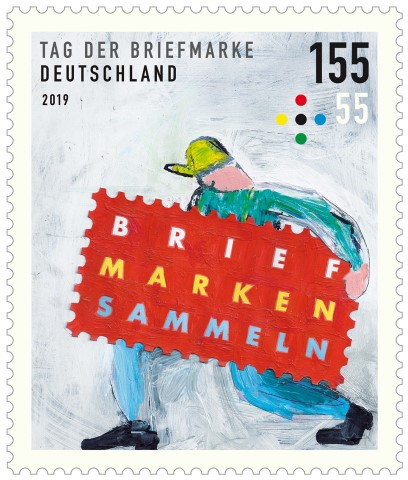 TAG DER BRIEFMARKE
DEUTSCHLAND
2019
155
55
BRIEF
MARKEN
SAMMELN